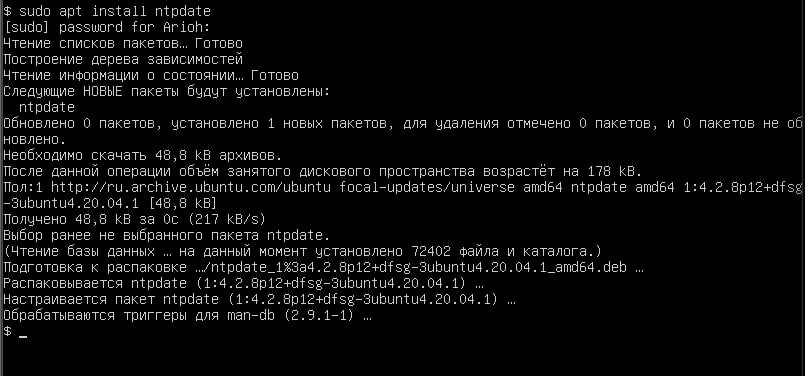 $ sudo apt install ntpdate
[sudo] password for Arioh:
Чтение списков пакетов… Готово
Построение дерева зависимостей
Чтение информации о состоянии… Готово
Следующие НОВЫЕ пакеты будут установлены:
ntpdate
Обновлено 0 пакетов, установлено 1 новых пакетов, для удаления отмечено 0 пакетов, и 0 пакетов не об
новлено.
Необходимо скачать 48,8 kB архивов.
После данной операции объём занятого дискового пространства возрастёт на 178 kB.
Пол:1 http://ru.archive.ubuntu.com/ubuntu focal-updates/universe amd64 ntpdate amd64 1:4.2.8p12+dfsg
-3ubuntu4.20.04.1 [48,8 kB]
Получено 48,8 kB за 0с (217 kB/s)
Выбор ранее не выбранного пакета ntpdate.
(Чтение базы данных … на данный момент установлено 72402 файла и каталога.)
Подготовка к распаковке …/ntpdate_1%3a4.2.8p12+dfsg-3ubuntu4.20.04.1_amd64.deb …
Распаковывается ntpdate (1:4.2.8p12+dfsg-3ubuntu4.20.04.1) …
Настраивается пакет ntpdate (1:4.2.8p12+dfsg-3ubuntu4.20.04.1) …
Обрабатываются триггеры для man-db (2.9.1-1) …
$ _